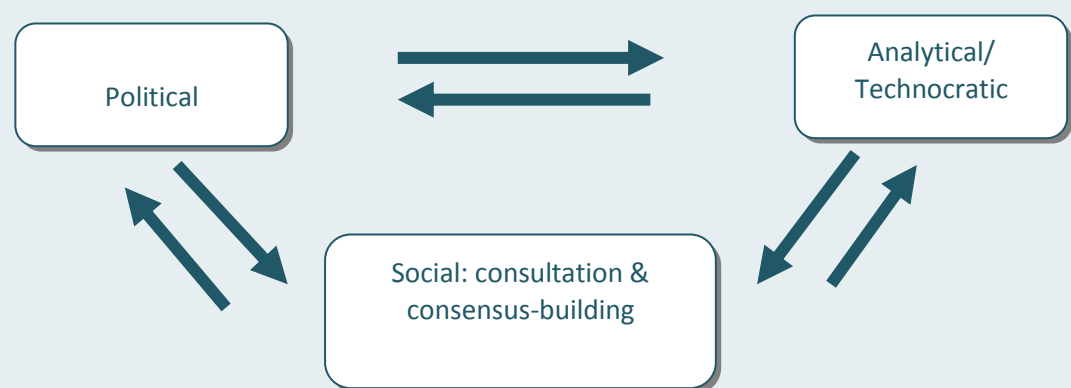 Political
Analytical/
Technocratic
Social: consultation &
consensus-building